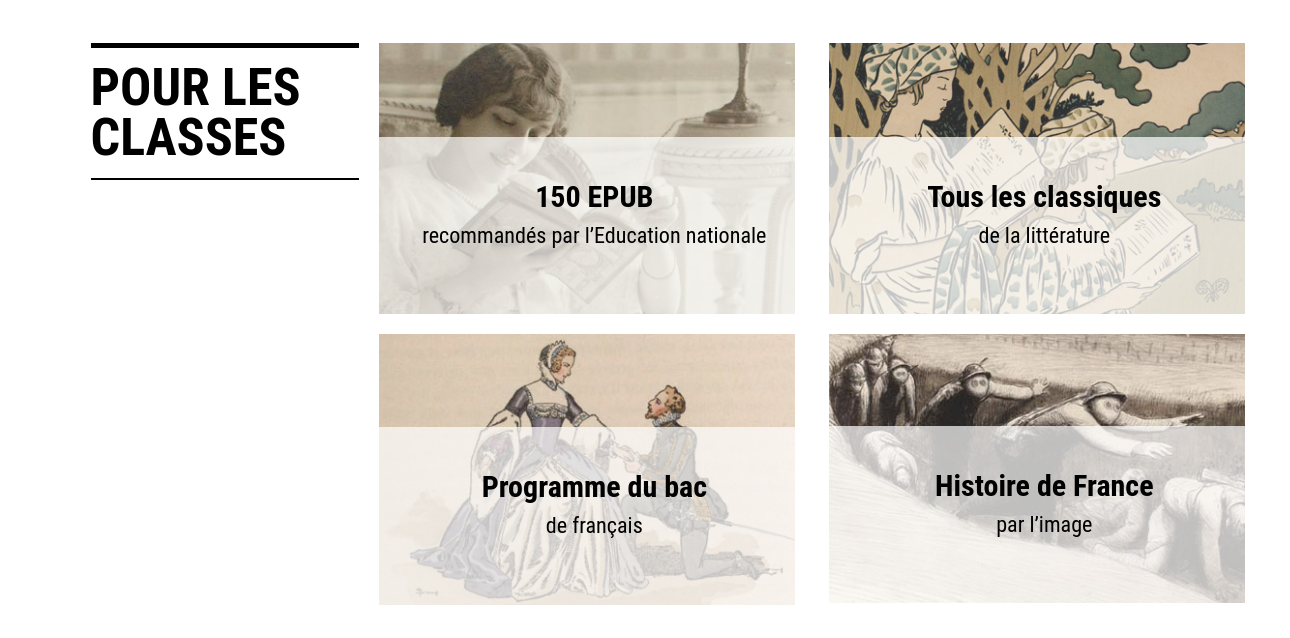 POUR LES
CLASSES
150 EPUB
recommandés par l’Education nationale
Tous les classiques
de la littérature
Programme du bac
de français
Histoire de France
par l’image